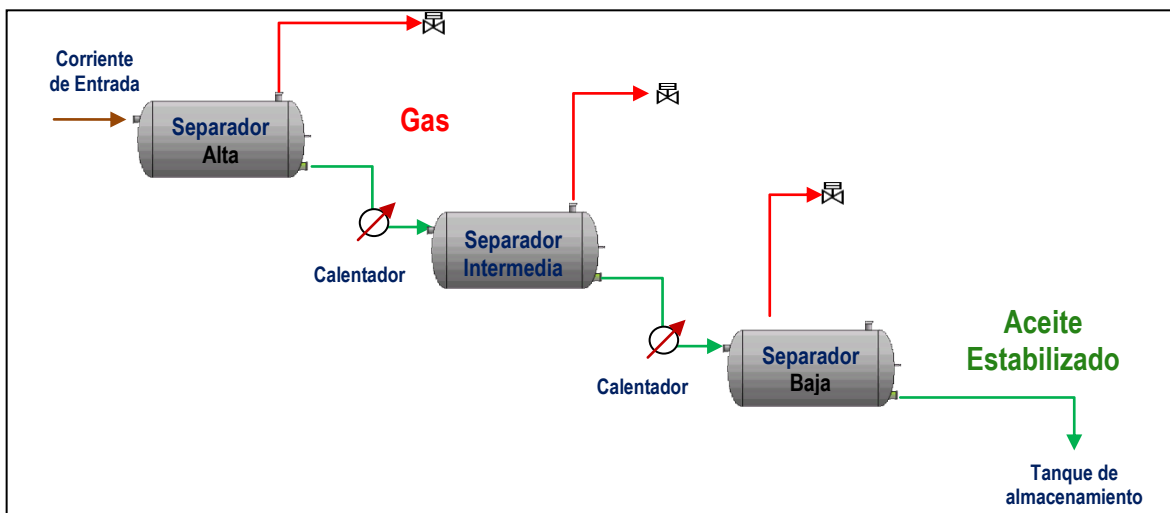 Corriente
de Entrada
Separador
Alta
Gas
Calentador
Separador
Intermedia
Calentador
Separador
Baja
Aceite
Estabilizado
Tanque de
almacenamiento